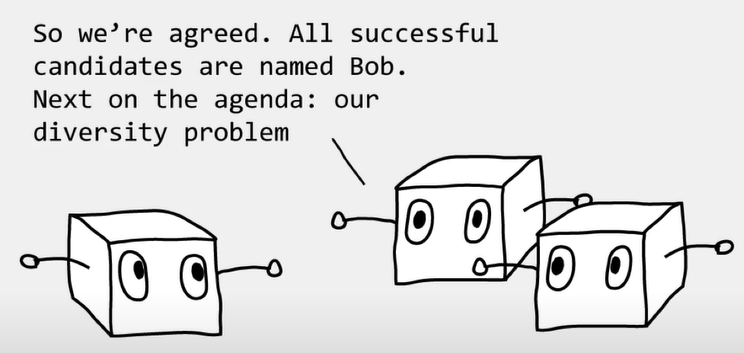 So we’re agreed. All successful
candidates are named Bob.
Next on the agenda: our
diversity problem